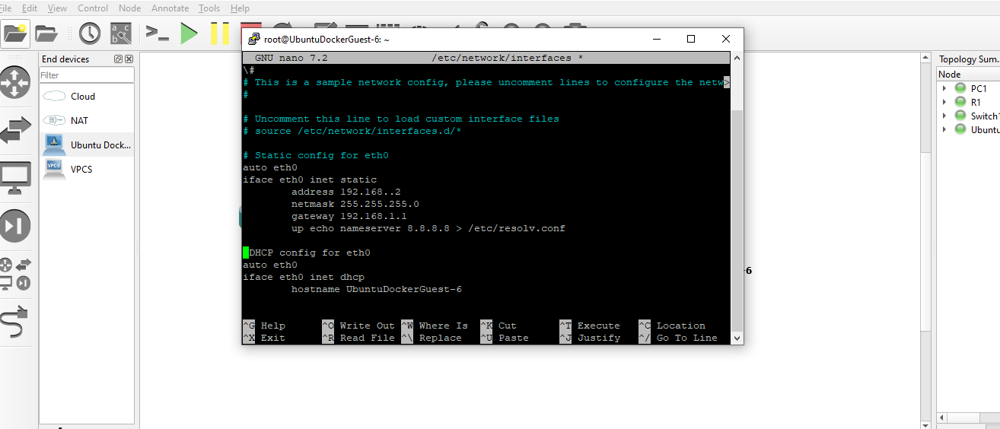 File Edit View Control Node Annotate Tools Help
root@UbuntuDockerGuest-6: ~
End devices
Filter
Cloud
NAT
Ubuntu Dock...
VPCS
GNU nano 7.2 /etc/network/interfaces *
\#
# This is a sample network config, please uncomment lines to configure the netw>
#
# Uncomment this line to load custom interface files
# source /etc/network/interfaces.d/*
# Static config for eth0
auto eth0
iface eth0 inet static
address 192.168..2
netmask 255.255.255.0
gateway 192.168.1.1
up echo nameserver 8.8.8.8 > /etc/resolv.conf
DHCP config for eth0
auto eth0
iface eth0 inet dhcp
hostname UbuntuDockerGuest-6
^G Help ^O Write Out ^W Where Is ^K Cut ^T Execute ^C Location
^X Exit ^R Read File ^\ Replace ^U Paste ^J Justify ^/ Go To Line
-6
Topology Sum...
Node
PC1
R1
Switch1
Ubuntu